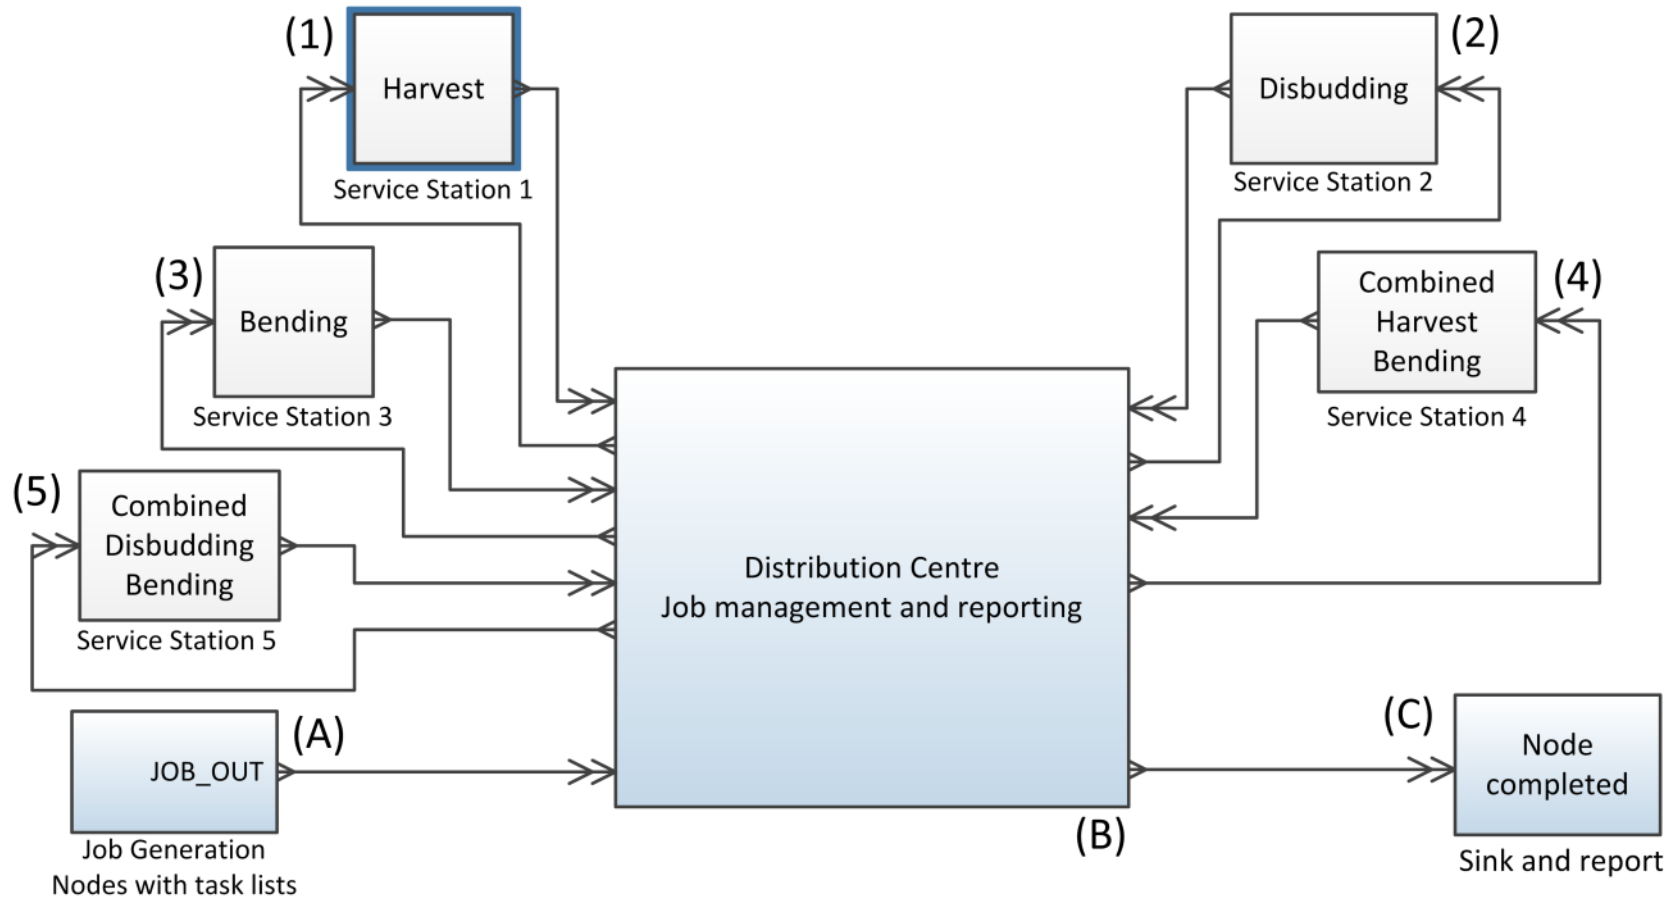 (1)
Harvest
Service Station 1
(2)
Disbudding
Service Station 2
(3)
Bending
Service Station 3
(4)
Combined
Harvest
Bending
Service Station 4
(5)
Combined
Disbudding
Bending
Service Station 5
Distribution Centre
Job management and reporting
(A)
JOB_OUT
Job Generation
Nodes with task lists
(B)
(C)
Node
completed
Sink and report